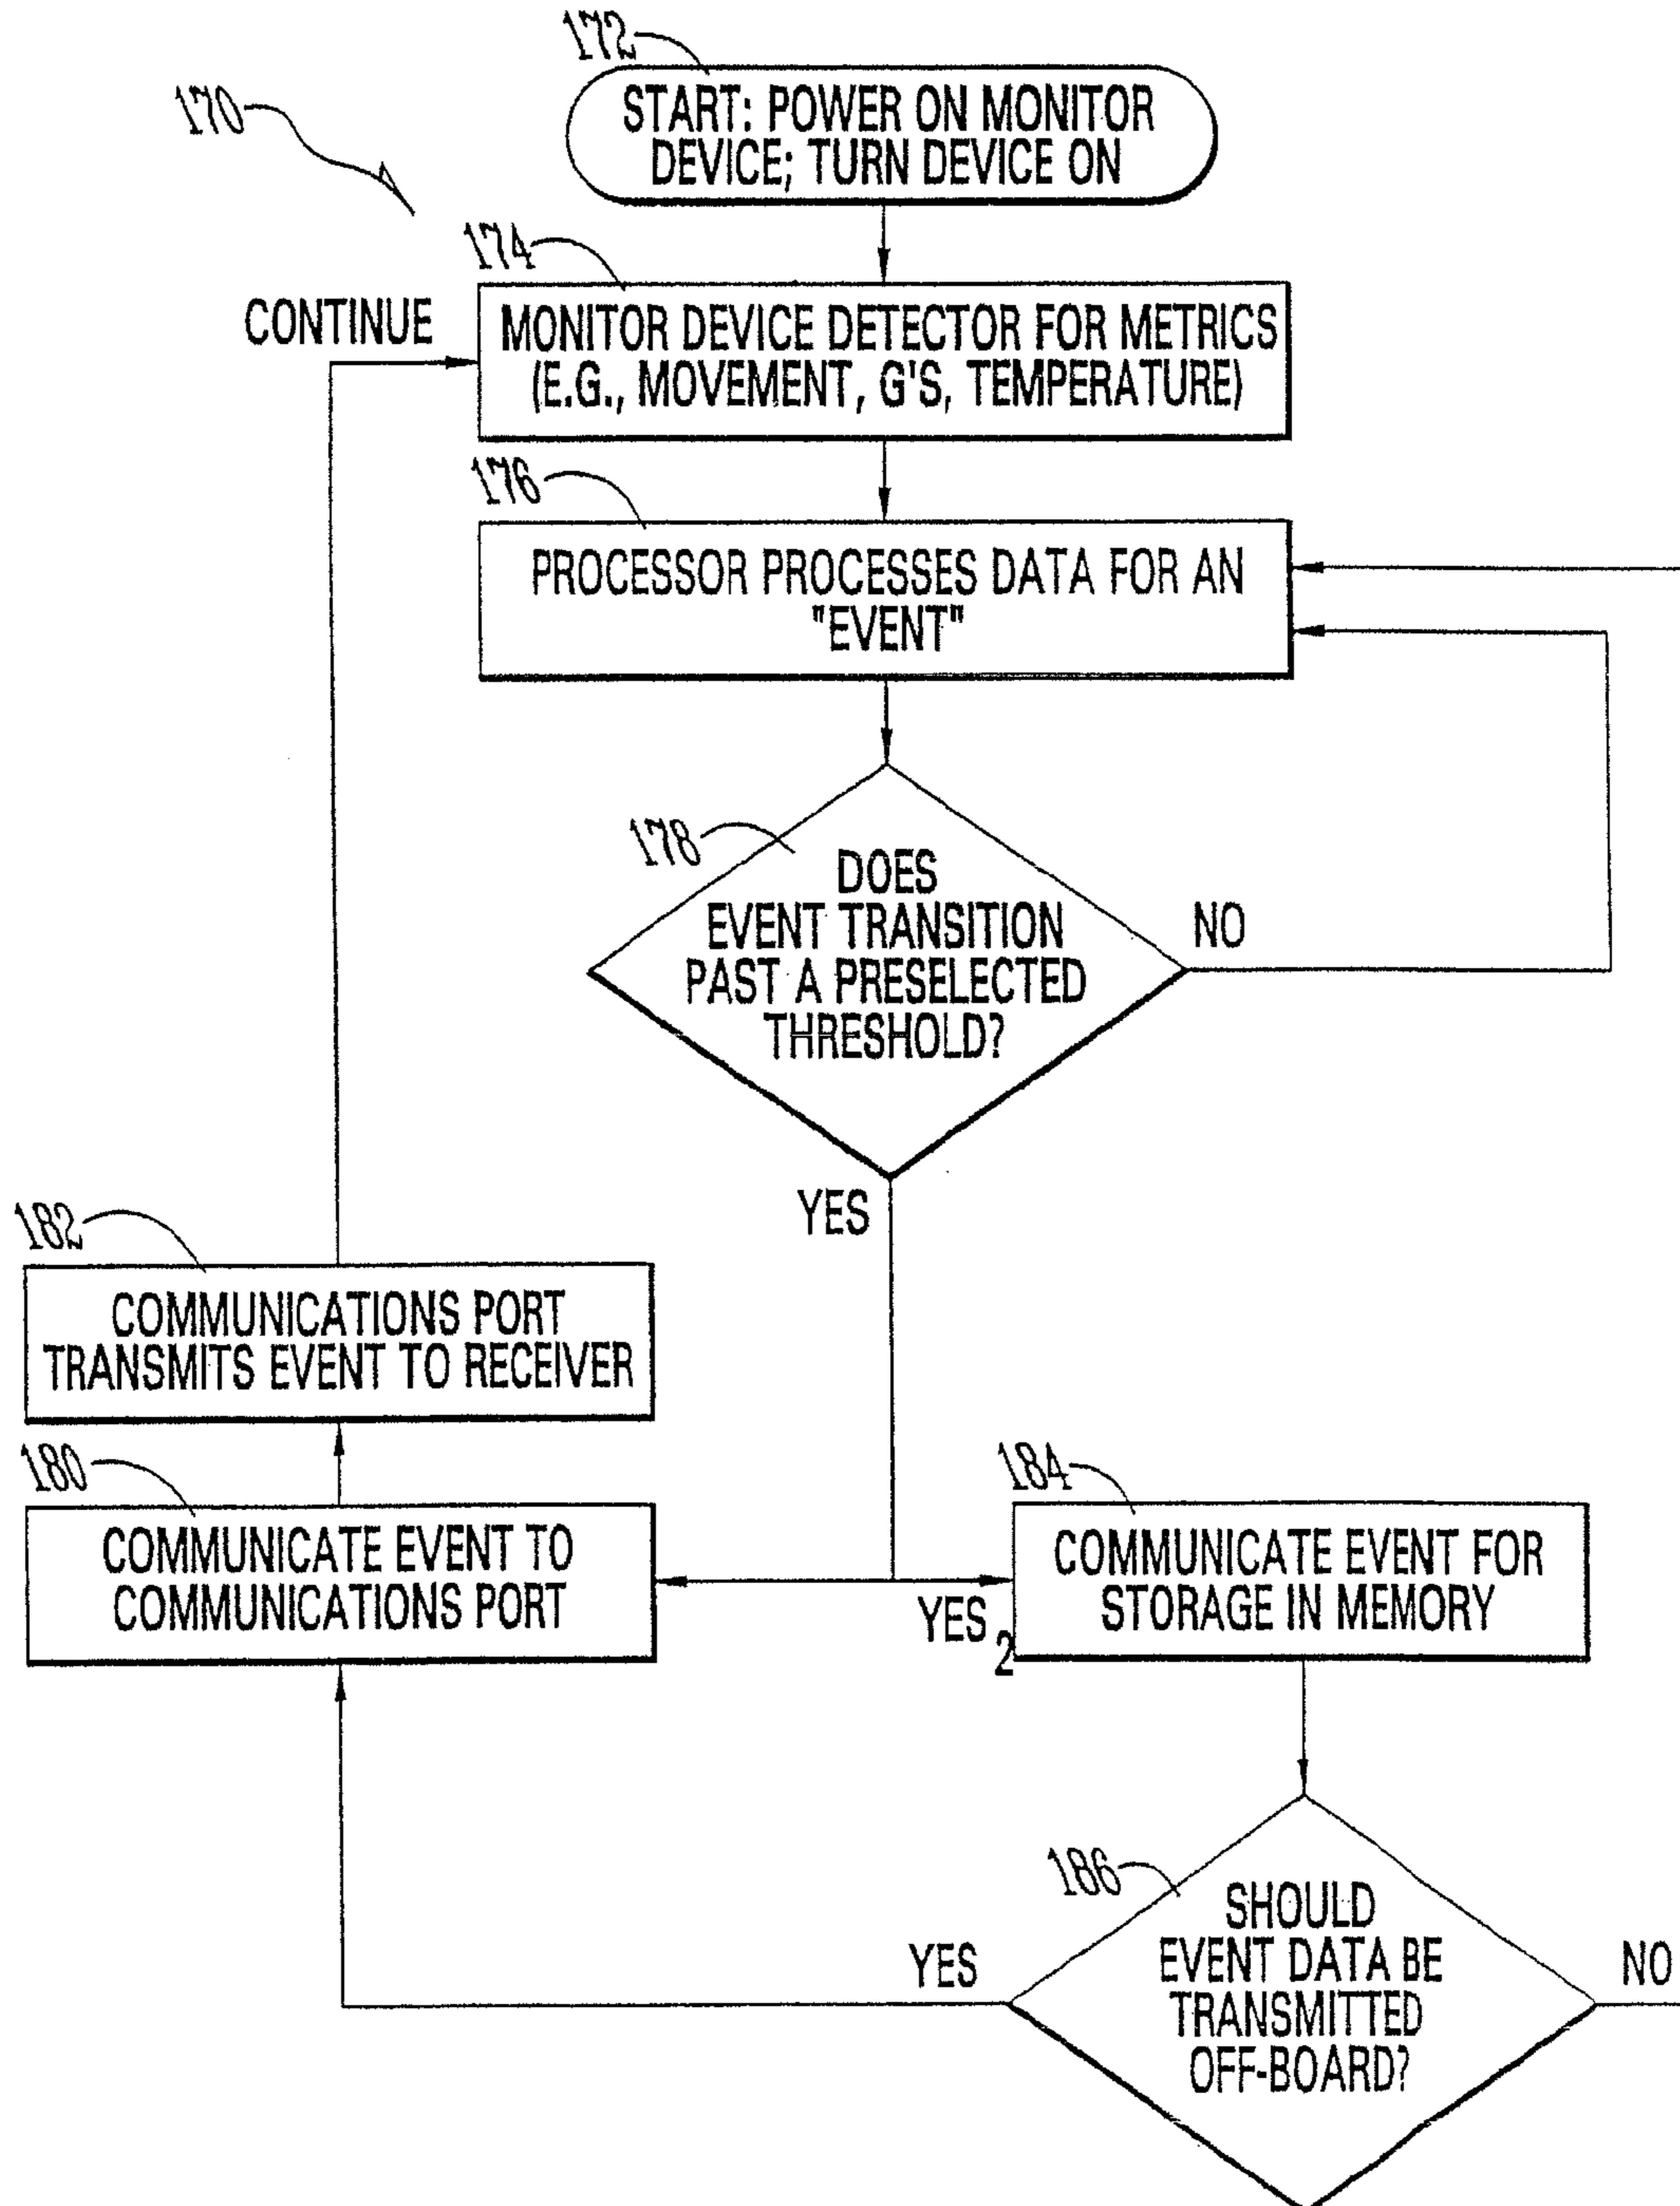 172
170
START: POWER ON MONITOR
DEVICE; TURN DEVICE ON
174
CONTINUE
MONITOR DEVICE DETECTOR FOR METRICS
(E.G., MOVEMENT, G'S, TEMPERATURE)
176
PROCESSOR PROCESSES DATA FOR AN
"EVENT"
178
DOES
EVENT TRANSITION
PAST A PRESELECTED
THRESHOLD?
NO
YES
182
COMMUNICATIONS PORT
TRANSMITS EVENT TO RECEIVER
180
COMMUNICATE EVENT TO
COMMUNICATIONS PORT
YES 2
184
COMMUNICATE EVENT FOR
STORAGE IN MEMORY
186
SHOULD
EVENT DATA BE
TRANSMITTED
OFF-BOARD?
YES
NO